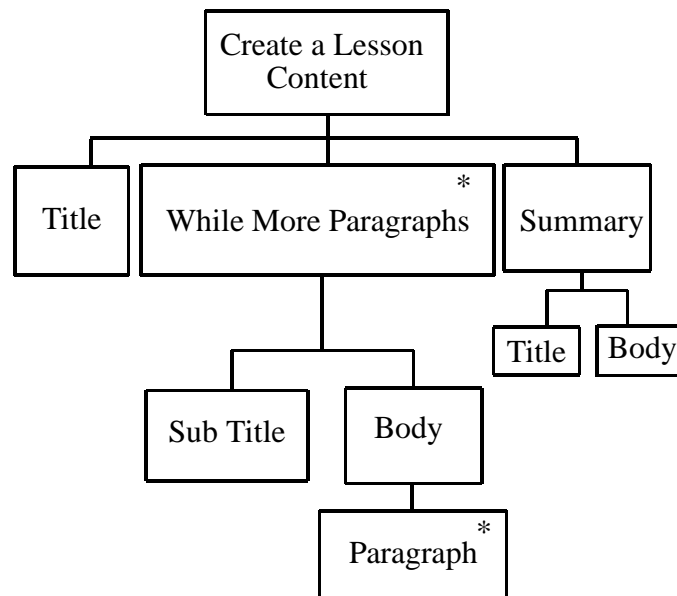 Create a Lesson
Content
Title
While More Paragraphs *
Summary
Title
Body
Sub Title
Body
Paragraph *